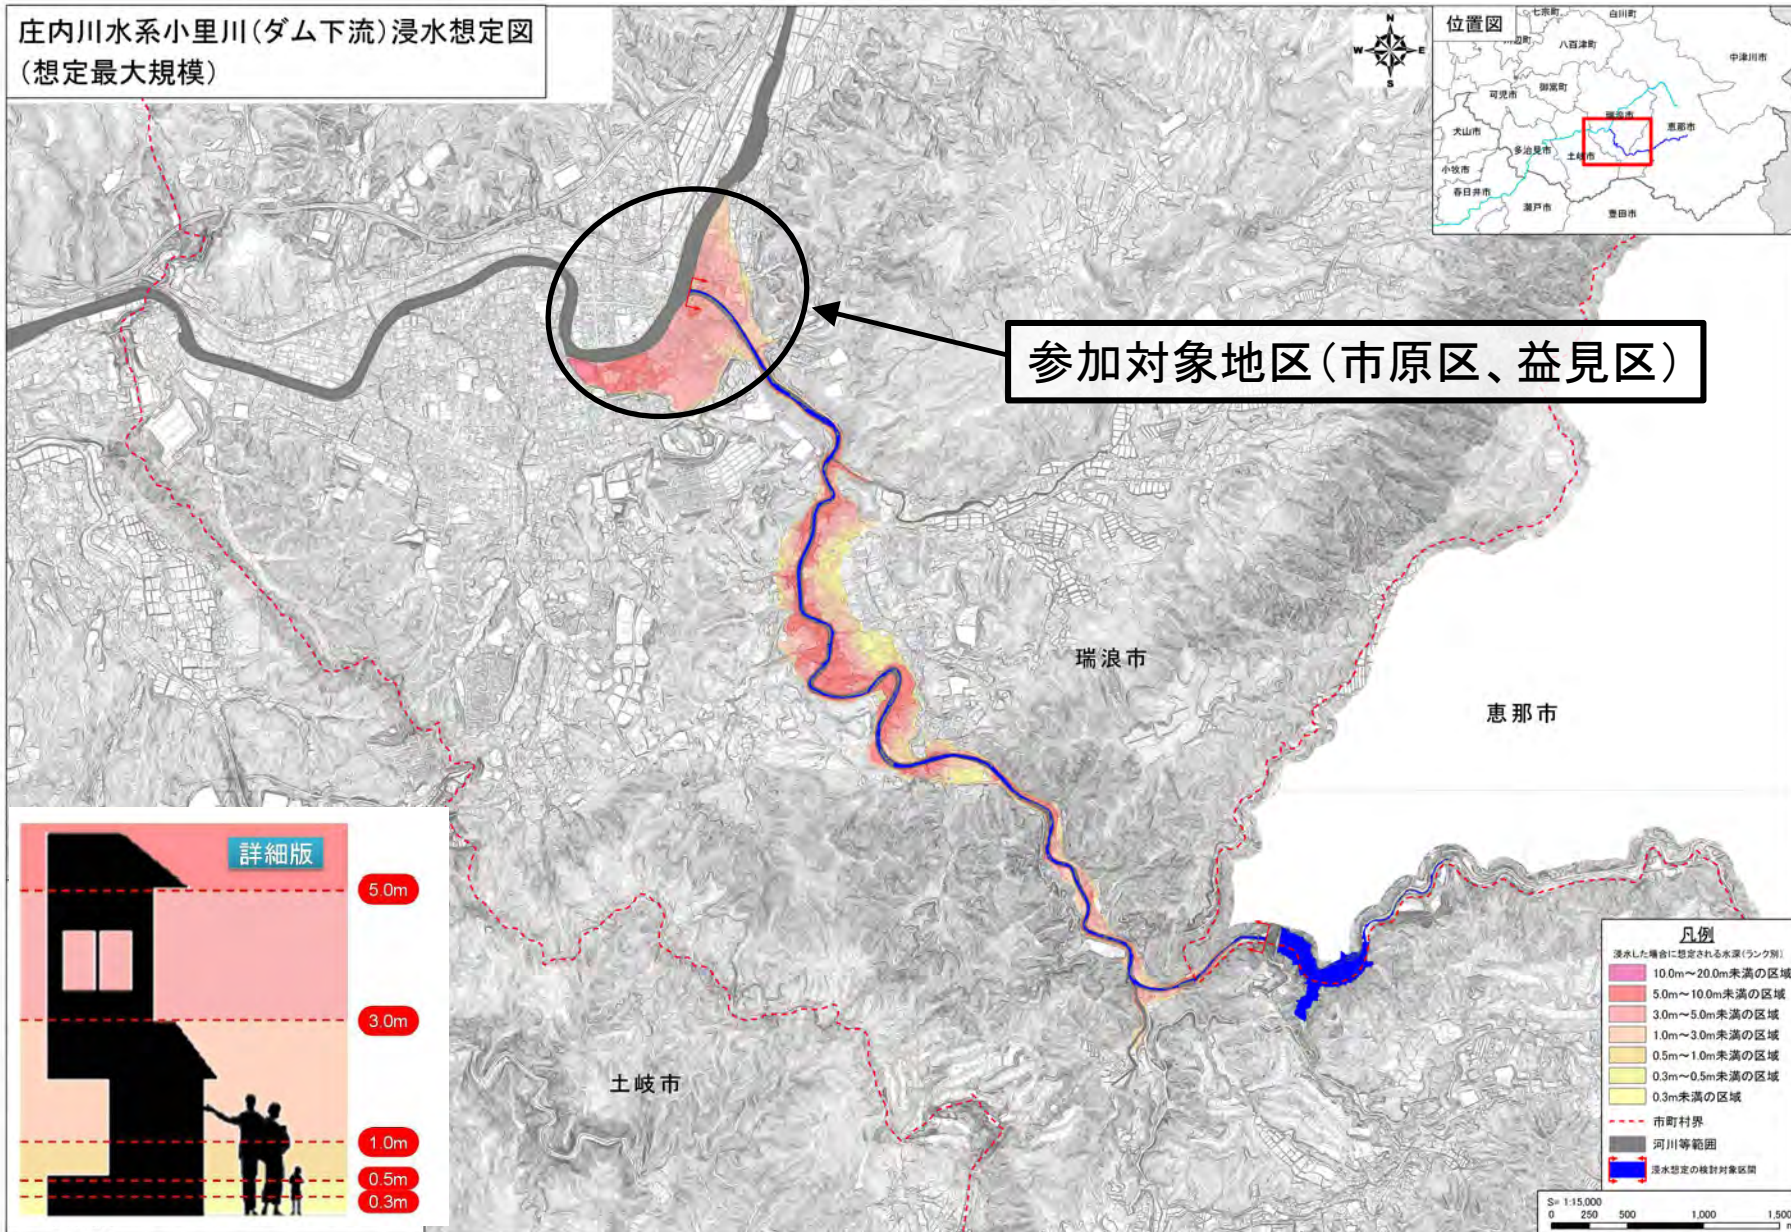 庄内川水系小里川(ダム下流)浸水想定図
(想定最大規模)
N
W
E
S
位置図
七宗町
白川町
八百津町
中津川市
可児市
御嵩町
瑞浪市
恵那市
犬山市
多治見市
土岐市
小牧市
春日井市
瀬戸市
豊田市
参加対象地区(市原区、益見区)
瑞浪市
恵那市
土岐市
詳細版
5.0m
3.0m
1.0m
0.5m
0.3m
凡例
浸水した場合に想定される水深(ランク別)
10.0m~20.0m未満の区域
5.0m~10.0m未満の区域
3.0m~5.0m未満の区域
1.0m~3.0m未満の区域
0.5m~1.0m未満の区域
0.3m~0.5m未満の区域
0.3m未満の区域
市町村界
河川等範囲
浸水想定の検討対象区間
S= 1:15,000
0 250 500 1,000 1,500